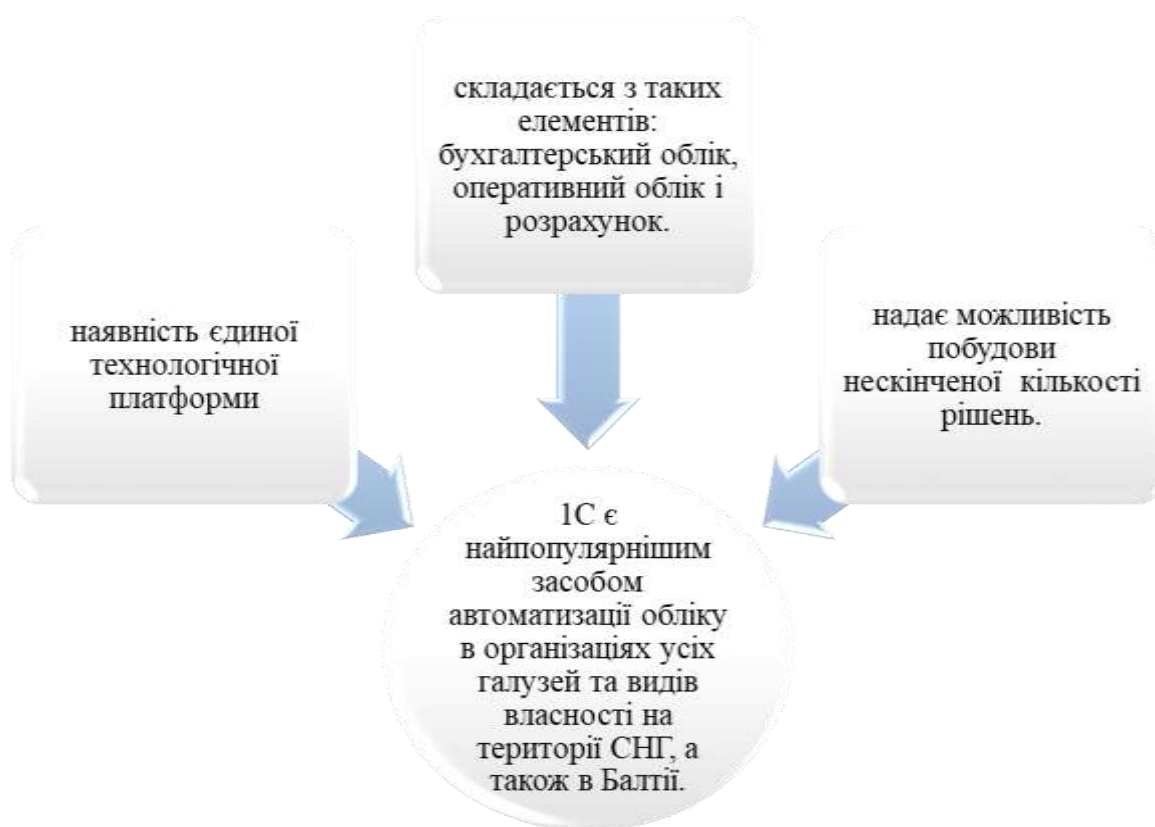 складається з таких
елементів:
бухгалтерський облік,
оперативний облік і
розрахунок.
наявність єдиної
технологічної
платформи
надає можливість
побудови
нескінченої кількості
рішень.
1С є
найпопулярнішим
засобом
автоматизації обліку
в організаціях усіх
галузей та видів
власності на
території СНГ, а
також в Балтії.